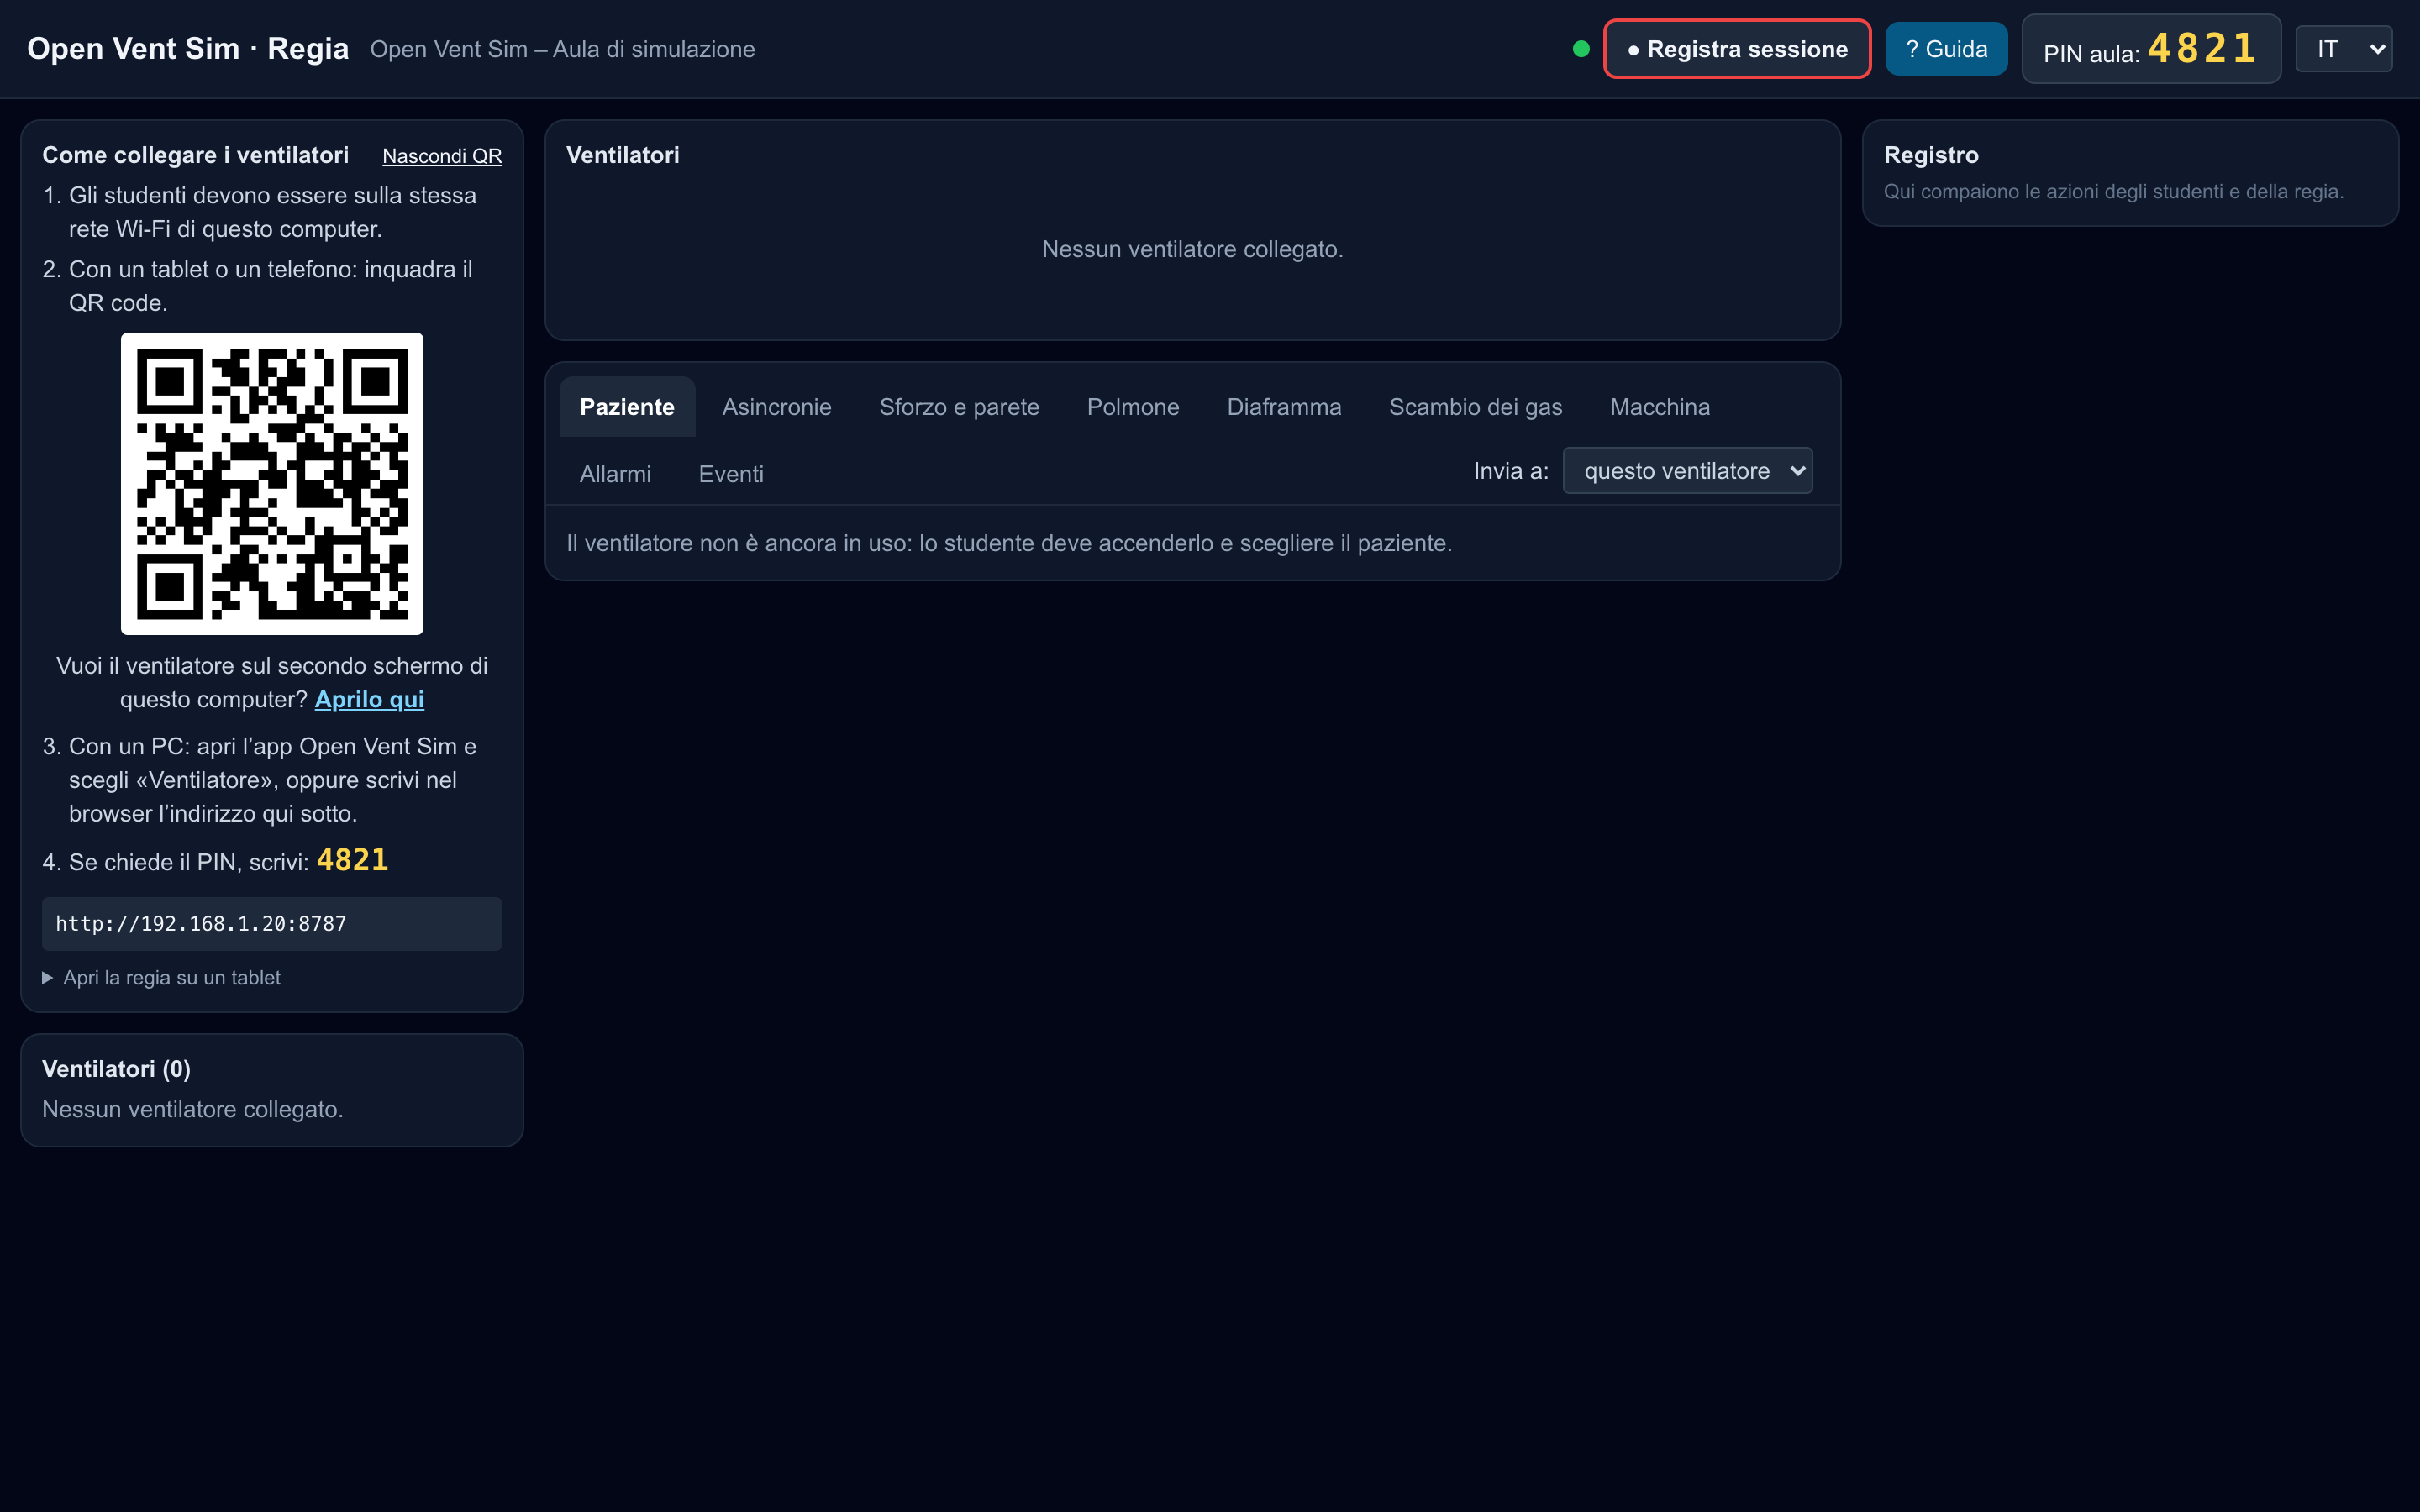 Open Vent Sim · Regia
Open Vent Sim – Aula di simulazione
● Registra sessione
? Guida
PIN aula: 4821
IT
Come collegare i ventilatori
Nascondi QR
1. Gli studenti devono essere sulla stessa
rete Wi-Fi di questo computer.
2. Con un tablet o un telefono: inquadra il
QR code.
Vuoi il ventilatore sul secondo schermo di
questo computer? Aprilo qui
3. Con un PC: apri l’app Open Vent Sim e
scegli «Ventilatore», oppure scrivi nel
browser l’indirizzo qui sotto.
4. Se chiede il PIN, scrivi: 4821
http://192.168.1.20:8787
▶ Apri la regia su un tablet
Ventilatori (0)
Nessun ventilatore collegato.
Ventilatori
Nessun ventilatore collegato.
Paziente
Asincronie
Sforzo e parete
Polmone
Diaframma
Scambio dei gas
Macchina
Allarmi
Eventi
Invia a:
questo ventilatore
Il ventilatore non è ancora in uso: lo studente deve accenderlo e scegliere il paziente.
Registro
Qui compaiono le azioni degli studenti e della regia.